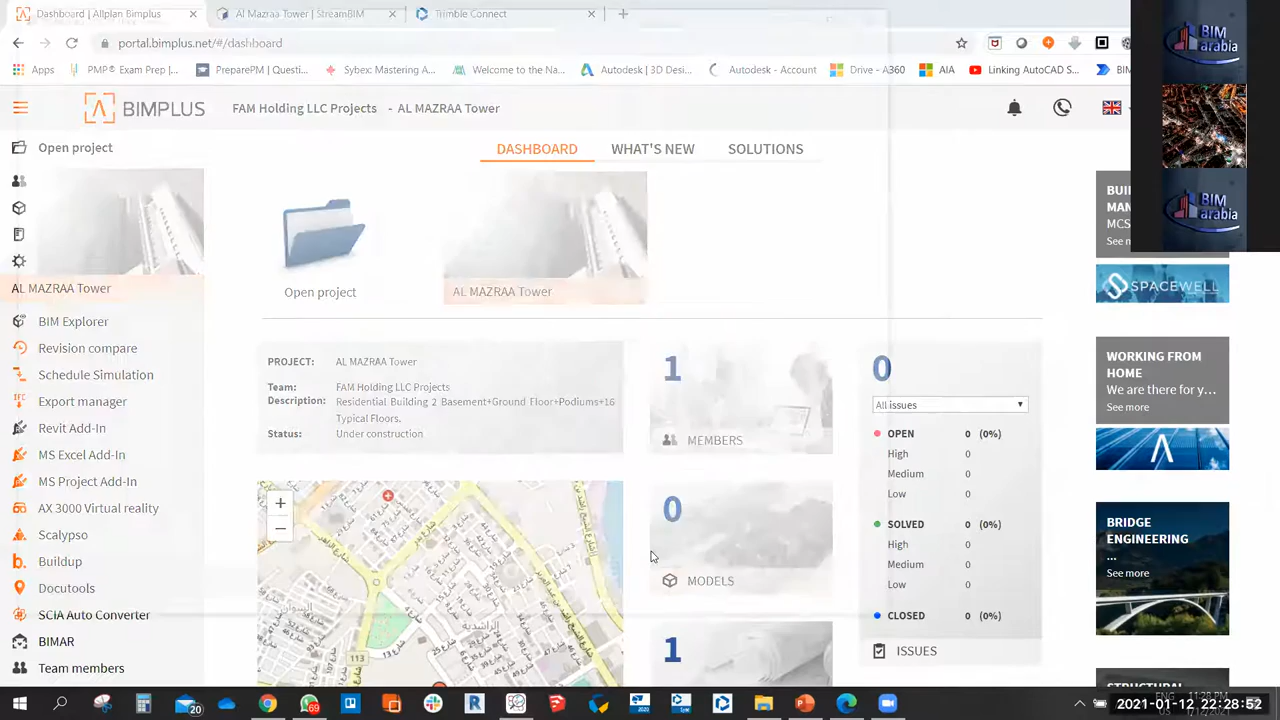 Dashboard | Allplan Bimplus
Al Mazraa Tower | StreamBIM
Trimble Connect
portal.bimplus.net/#/dashboard
Apps
PMP® Exam Prep |...
PreparePM | Questi...
Autodesk | 3D Desi...
Autodesk - Account
Drive - A360
AIA
Linking AutoCAD S...
BIM arabia
BIMPLUS
FAM Holding LLC Projects - AL MAZRAA Tower
Open project
DASHBOARD
WHAT'S NEW
SOLUTIONS
BIM arabia
See m
SPACEWELL
AL MAZRAA Tower
Open project
AL MAZRAA Tower
BIM Explorer
Revision compare
Schedule Simulation
Export manager
Revit Add-In
MS Excel Add-In
MS Project Add-In
AX 3000 Virtual reality
Scalypso
Buildup
Docutools
SCIA Auto Converter
BIMAR
Team members
PROJECT: AL MAZRAA Tower
Team: FAM Holding LLC Projects
Description: Residential Building 2 Basement+Ground Floor+Podiums+16
Typical Floors.
Status: Under construction
1
MEMBERS
0
MODELS
1
0
All issues
OPEN 0 (0%)
High 0
Medium 0
Low 0
SOLVED 0 (0%)
High 0
Medium 0
Low 0
CLOSED 0 (0%)
ISSUES
WORKING FROM
HOME
We are there for y...
See more
BRIDGE
ENGINEERING
...
See more
113
الراشدية
20
69
ENG
11:28 PM
2021-01-12 22:28:52